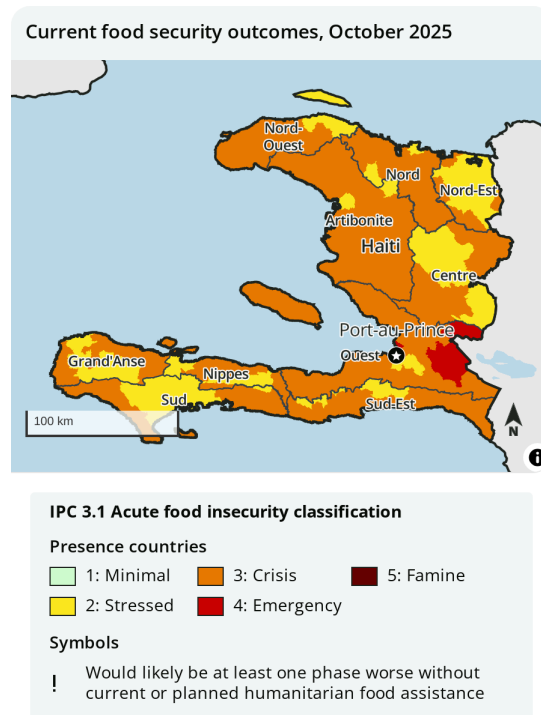 Current food security outcomes, October 2025
Nord-
Ouest
Nord
Nord-Est
Artibonite
Haiti
Centre
Port-au-Prince
Ouest
Grand'Anse
Nippes
Sud
Sud-Est
100 km
N
i
IPC 3.1 Acute food insecurity classification
Presence countries
1: Minimal
3: Crisis
5: Famine
2: Stressed
4: Emergency
Symbols
! Would likely be at least one phase worse without
current or planned humanitarian food assistance